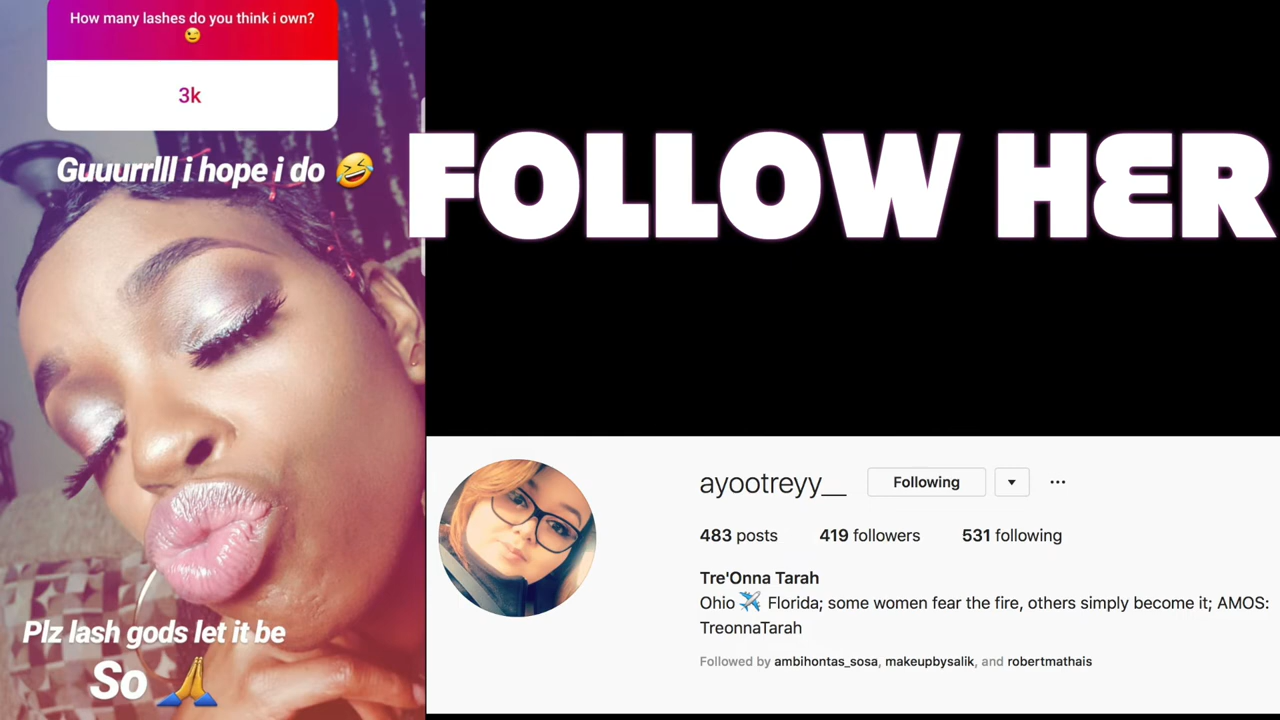 How many lashes do you think i own?
😉
3k
Guuurrlll i hope i do 🤣
Plz lash gods let it be
So 🙏
FOLLOW HER
ayootreyy__ Following ▼ ···
483 posts 419 followers 531 following
Tre'Onna Tarah
Ohio ✈️ Florida; some women fear the fire, others simply become it; AMOS:
TreonnaTarah
Followed by ambihontas_sosa, makeupbysalik, and robertmathais